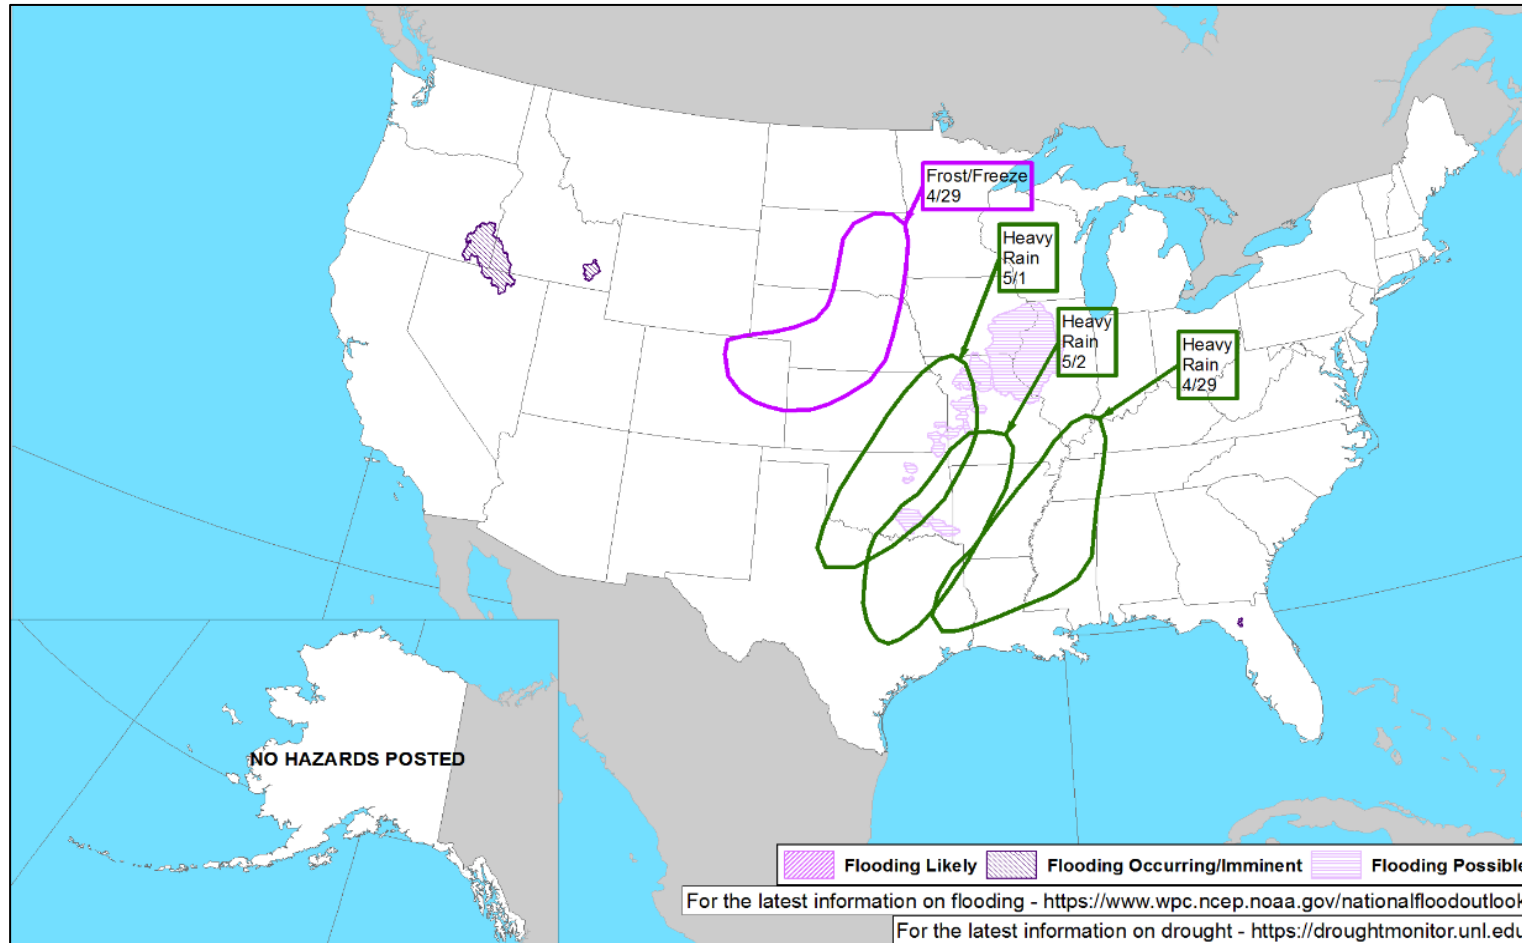 Frost/Freeze
4/29
Heavy
Rain
5/1
Heavy
Rain
5/2
Heavy
Rain
4/29
NO HAZARDS POSTED
Flooding Likely
Flooding Occurring/Imminent
Flooding Possible
For the latest information on flooding - https://www.wpc.ncep.noaa.gov/nationalfloodoutlook
For the latest information on drought - https://droughtmonitor.unl.edu